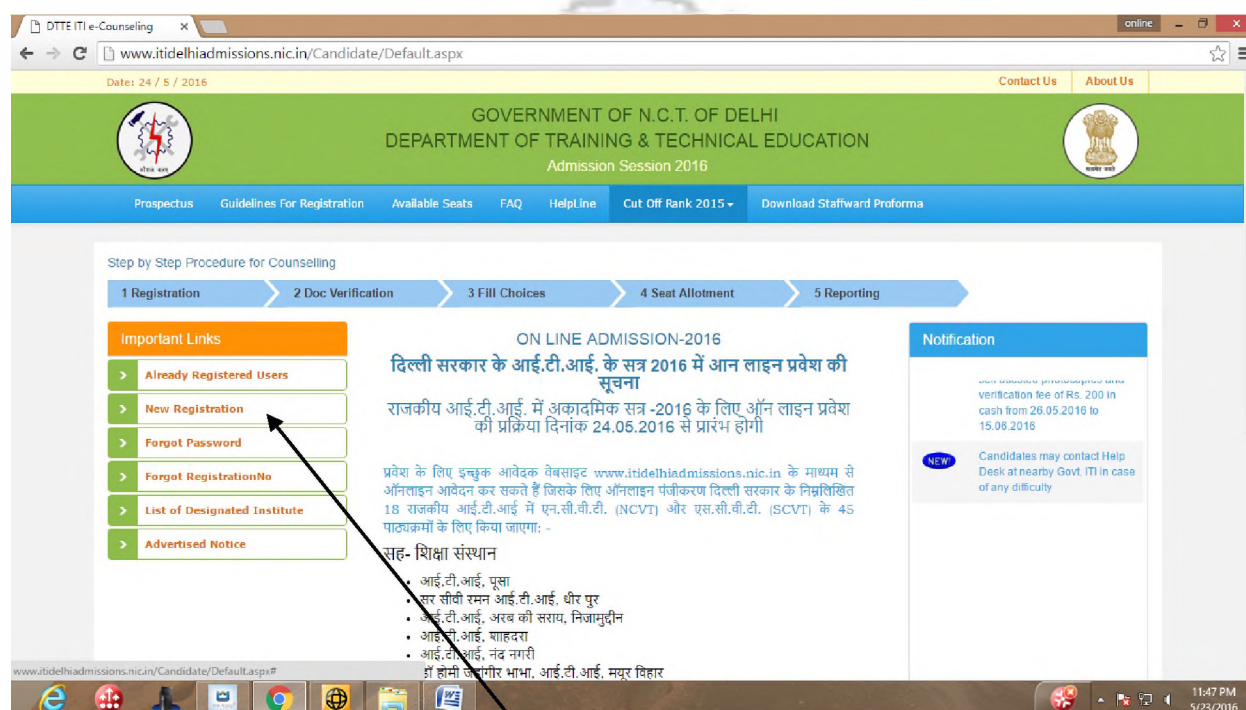 DTTE ITI e-Counseling
online
www.itidelhiadmissions.nic.in/Candidate/Default.aspx
Date: 24 / 5 / 2016
Contact Us About Us
GOVERNMENT OF N.C.T. OF DELHI
DEPARTMENT OF TRAINING & TECHNICAL EDUCATION
Admission Session 2016
Prospectus Guidelines For Registration Available Seats FAQ HelpLine Cut Off Rank 2015 Download Staffward Proforma
Step by Step Procedure for Counselling
1 Registration 2 Doc Verification 3 Fill Choices 4 Seat Allotment 5 Reporting
Important Links
Already Registered Users
New Registration
Forgot Password
Forgot RegistrationNo
List of Designated Institute
Advertised Notice
ON LINE ADMISSION-2016
दिल्ली सरकार के आई.टी.आई. के सत्र 2016 में आन लाइन प्रवेश की
सूचना
राजकीय आई.टी.आई. में अकादमिक सत्र -2016 के लिए ऑन लाइन प्रवेश
की प्रक्रिया दिनांक 24.05.2016 से प्रारंभ होगी
प्रवेश के लिए इच्छुक आवेदक वेबसाइट www.itidelhiadmissions.nic.in के माध्यम से
ऑनलाइन आवेदन कर सकते हैं जिसके लिए ऑनलाइन पंजीकरण दिल्ली सरकार के निम्नलिखित
18 राजकीय आई.टी.आई में एन.सी.वी.टी. (NCVT) और एस.सी.वी.टी. (SCVT) के 45
पाठ्यक्रमों के लिए किया जाएगा: -
सह- शिक्षा संस्थान
आई.टी.आई, पूसा
सर सीवी रमन आई.टी.आई, धीर पुर
आई.टी.आई, अरब की सराय, निजामुद्दीन
आई.टी.आई, शाहदरा
आई.टी.आई, नंद नगरी
डॉ होमी जहांगीर भाभा, आई.टी.आई, मयूर विहार
Notification
self attested photocopies and
verification fee of Rs. 200 in
cash from 26.05.2016 to
15.06.2016
NEW!
Candidates may contact Help
Desk at nearby Govt. ITI in case
of any difficulty
www.itidelhiadmissions.nic.in/Candidate/Default.aspx#
11:47 PM
5/23/2016